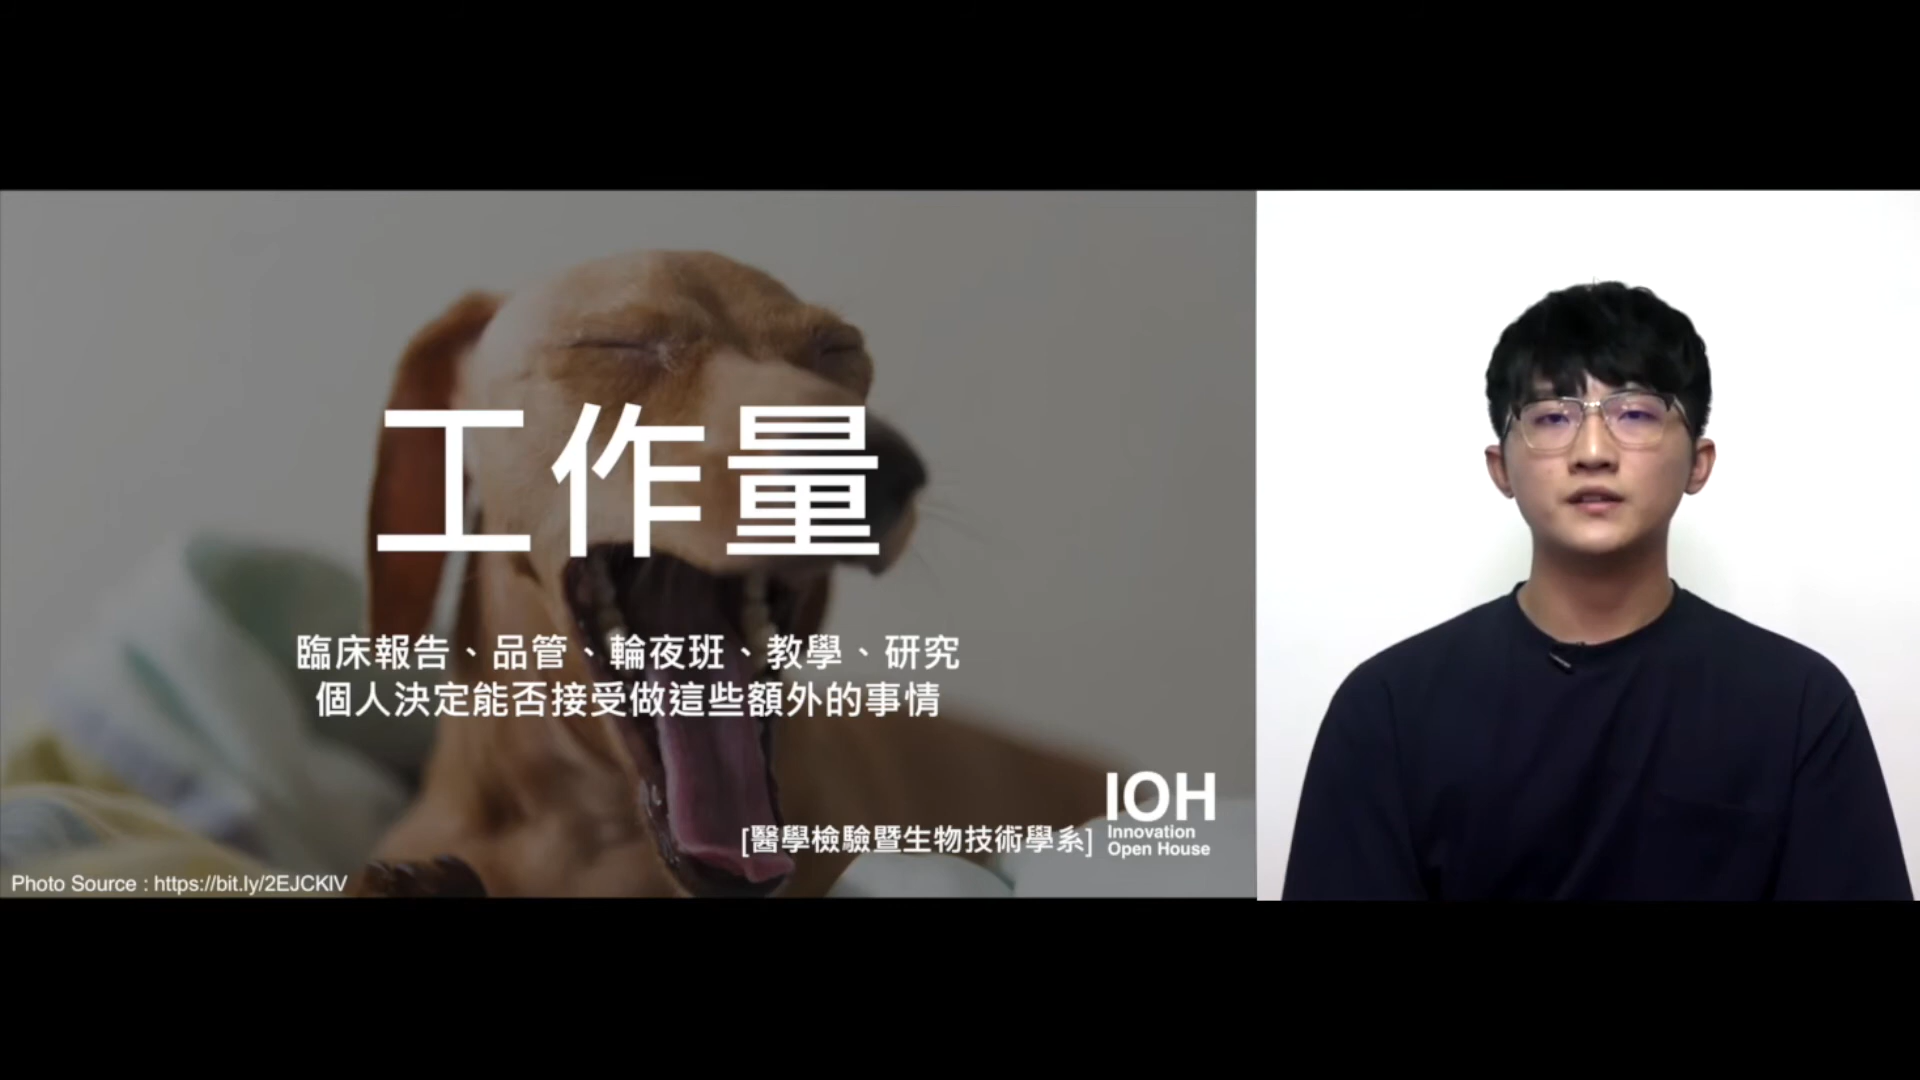 工作量
臨床報告、品管、輪夜班、教學、研究
個人決定能否接受做這些額外的事情
[醫學檢驗暨生物技術學系]
IOH
Innovation
Open House
Photo Source : https://bit.ly/2EJCKIV